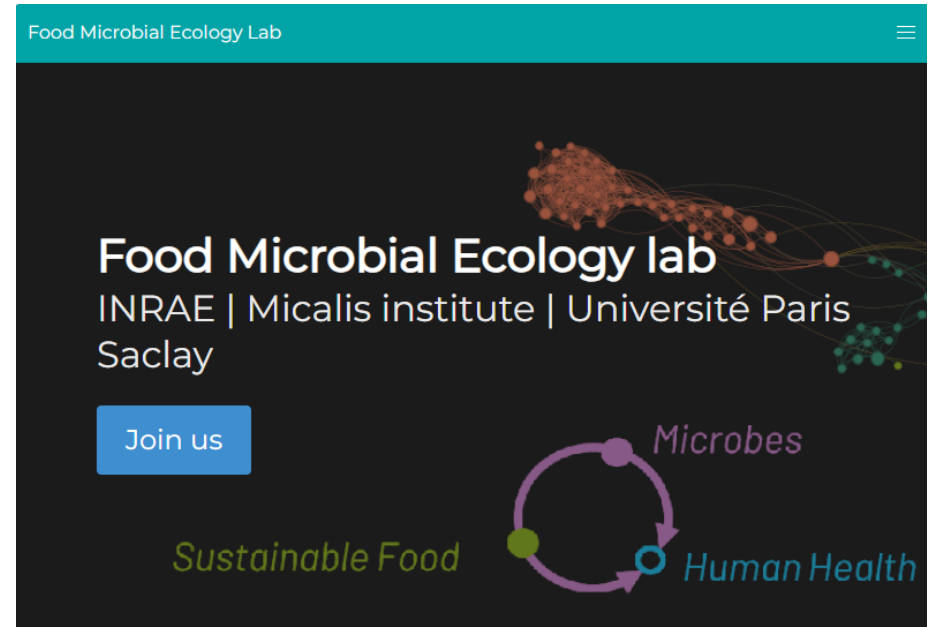 Food Microbial Ecology Lab
Food Microbial Ecology lab
INRAE | Micalis institute | Université Paris
Saclay
Join us
Microbes
Sustainable Food
Human Health